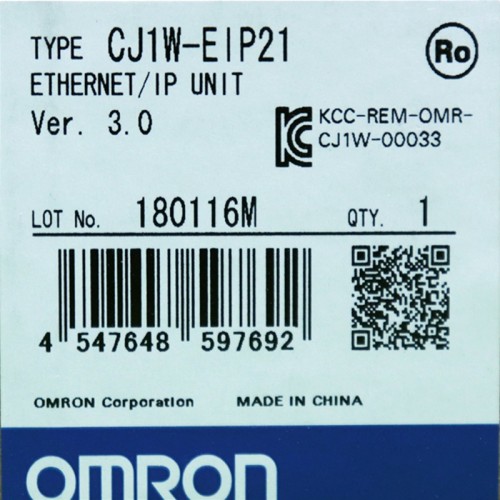 TYPE CJ1W-EIP21
Ro
ETHERNET/IP UNIT
Ver. 3.0
KCC-REM-OMR-
CJ1W-00033
LOT No. 180116M QTY. 1
4 547648 597692
OMRON Corporation MADE IN CHINA
OMRON